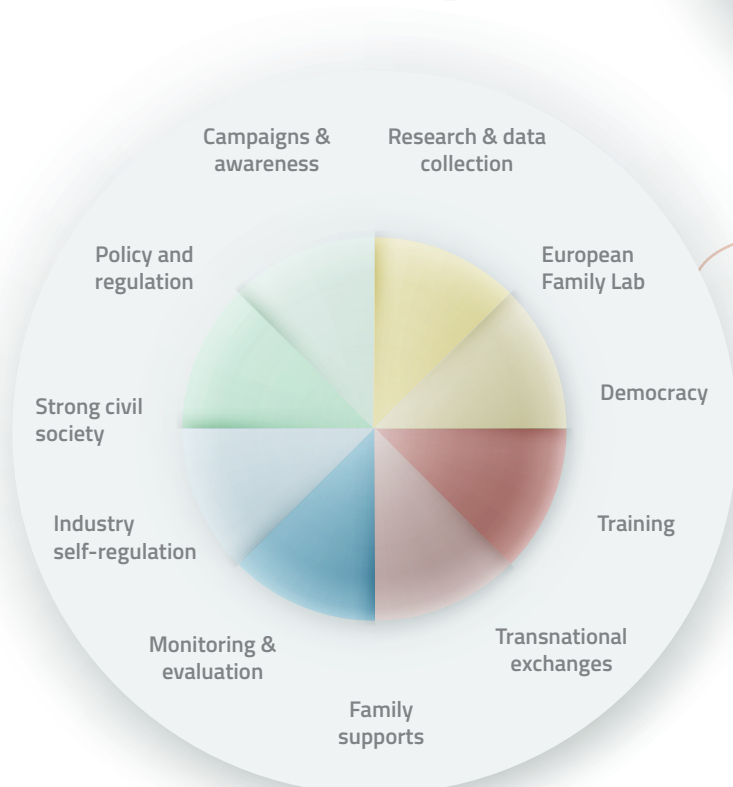 Campaigns &
awareness
Research & data
collection
Policy and
regulation
European
Family Lab
Strong civil
society
Democracy
Industry
self-regulation
Training
Monitoring &
evaluation
Transnational
exchanges
Family
supports